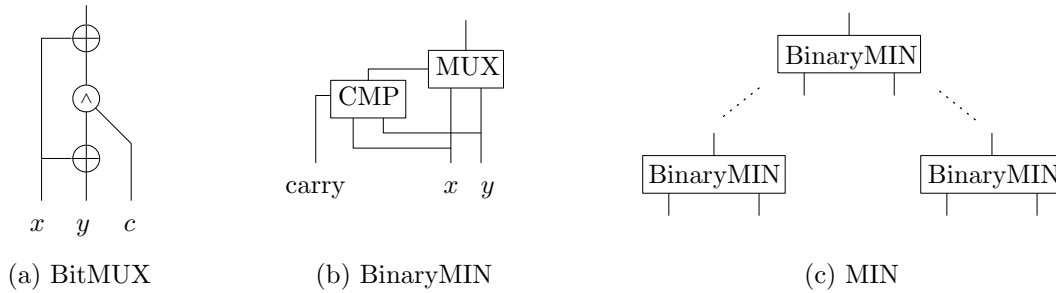 ∧
x y c
(a) BitMUX
MUX
CMP
carry x y
(b) BinaryMIN
BinaryMIN
BinaryMIN BinaryMIN
(c) MIN